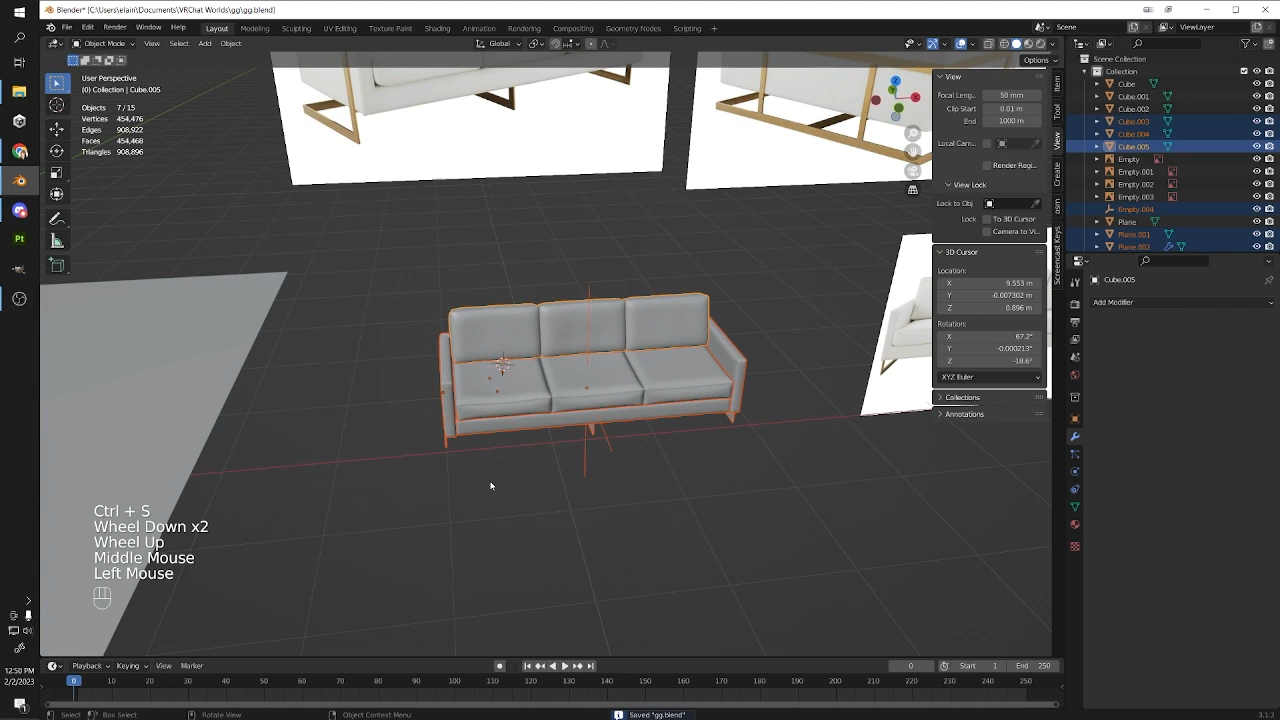 Blender* [C:\Users\elain\Documents\VRChat Worlds\gg\gg.blend]
File Edit Render Window Help Layout Modeling Sculpting UV Editing Texture Paint Shading Animation Rendering Compositing Geometry Nodes Scripting + Scene ViewLayer
Object Mode View Select Add Object Global
Options
User Perspective
(0) Collection | Cube.005
Objects 7 / 15
Vertices 454,476
Edges 908,922
Faces 454,468
Triangles 908,896
View
Focal Leng... 50 mm
Clip Start 0.01 m
End 1000 m
Local Cam...
Render Regi...
View Lock
Lock to Obj
Lock To 3D Cursor
Camera to Vi...
3D Cursor
Location:
X 9.553 m
Y -0.007302 m
Z 0.896 m
Rotation:
X 67.2°
Y -0.000213°
Z -18.6°
XYZ Euler
Collections
Annotations
Item
Tool
View
Create
osm
Screencast Keys
Scene Collection
Collection
Cube
Cube.001
Cube.002
Cube.003
Cube.004
Cube.005
Empty
Empty.001
Empty.002
Empty.003
Empty.004
Plane
Plane.001
Plane.002
Cube.005
Add Modifier
Ctrl + S
Wheel Down x2
Wheel Up
Middle Mouse
Left Mouse
Pt
12:50 PM
2/2/2023
Playback Keying View Marker 0 Start 1 End 250
0 10 20 30 40 50 60 70 80 90 100 110 120 130 140 150 160 170 180 190 200 210 220 230 240 250
Select Box Select Rotate View Object Context Menu Saved "gg.blend" 3.1.2